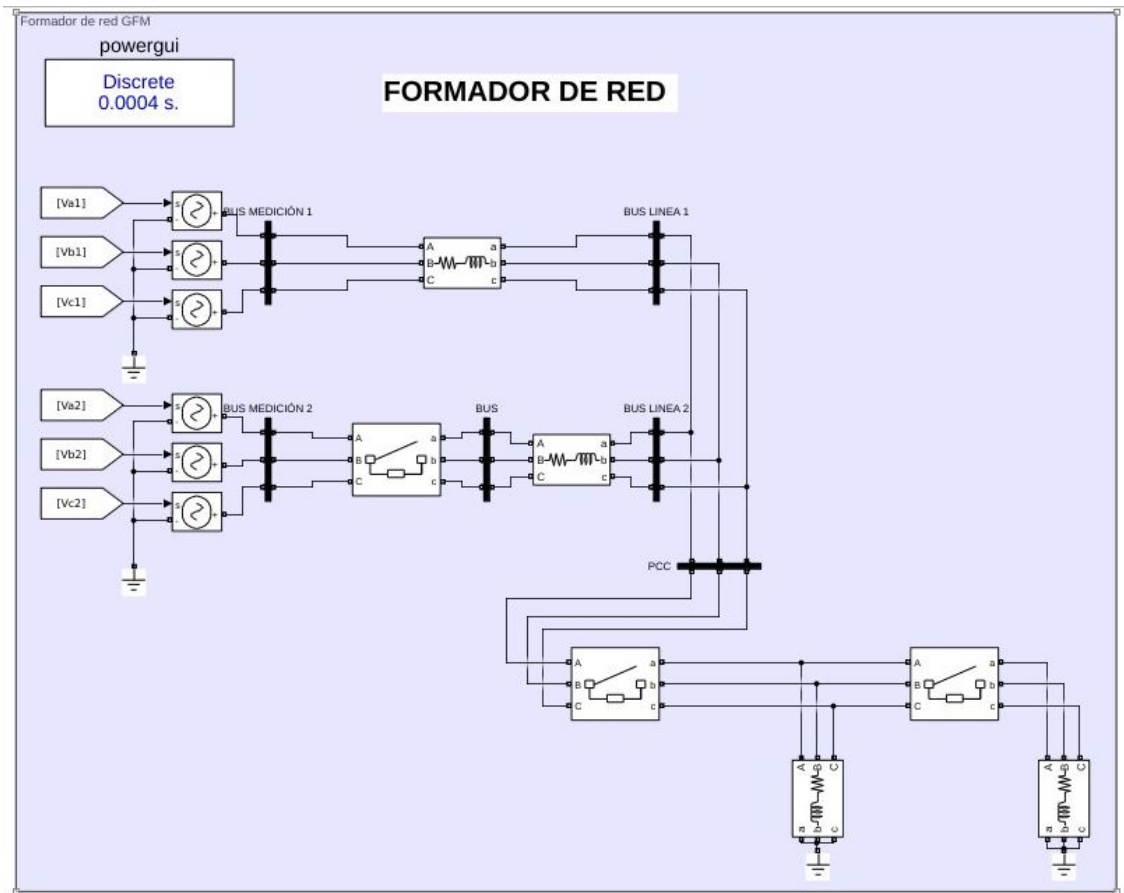 Formador de red GFM
powergui
Discrete
0.0004 s.
FORMADOR DE RED
[Va1]
s
-
+
BUS MEDICIÓN 1
BUS LINEA 1
[Vb1]
s
-
+
A
B
C
a
b
c
[Vc1]
s
-
+
[Va2]
s
-
+
BUS MEDICIÓN 2
BUS
BUS LINEA 2
[Vb2]
s
-
+
A
B
C
a
b
c
A
B
C
a
b
c
[Vc2]
s
-
+
PCC
A
B
C
a
b
c
A
B
C
a
b
c
A B C
a b c
A B C
a b c